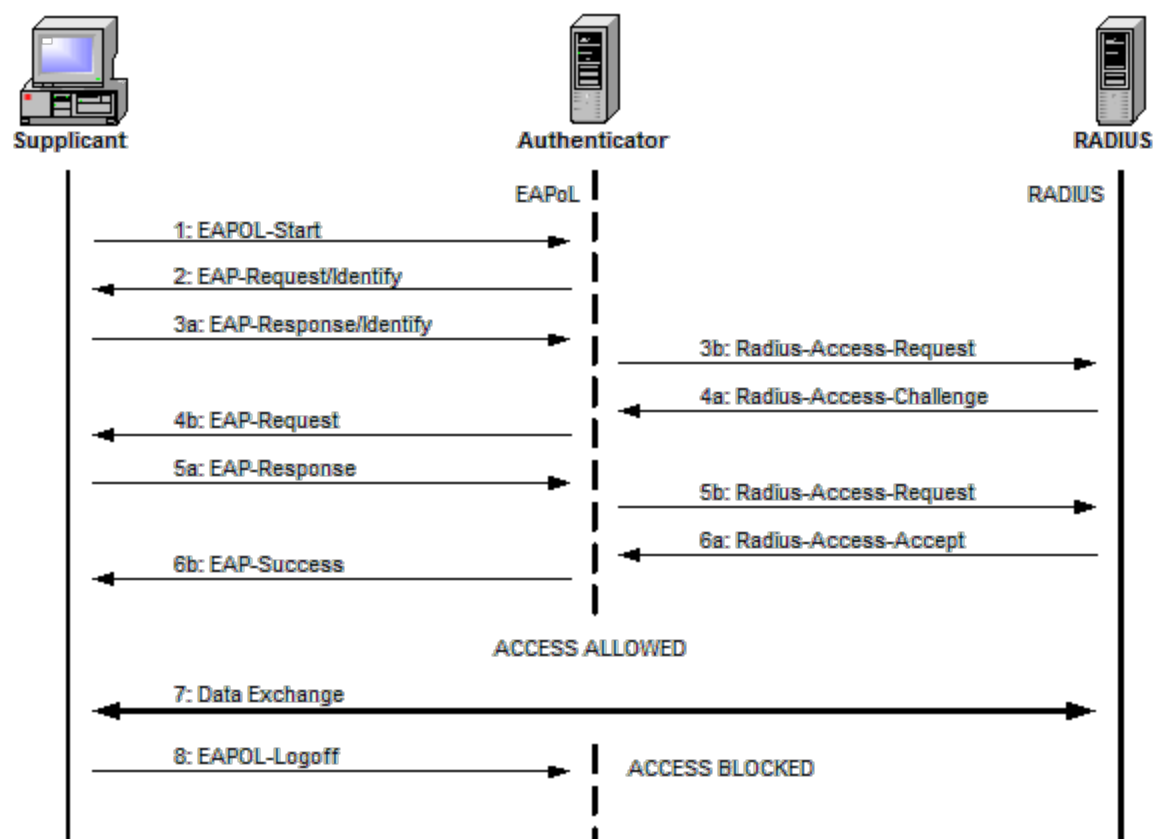 Supplicant
Authenticator
RADIUS
EAPoL
RADIUS
1: EAPOL-Start
2: EAP-Request/Identify
3a: EAP-Response/Identify
3b: Radius-Access-Request
4a: Radius-Access-Challenge
4b: EAP-Request
5a: EAP-Response
5b: Radius-Access-Request
6a: Radius-Access-Accept
6b: EAP-Success
ACCESS ALLOWED
7: Data Exchange
8: EAPOL-Logoff
ACCESS BLOCKED